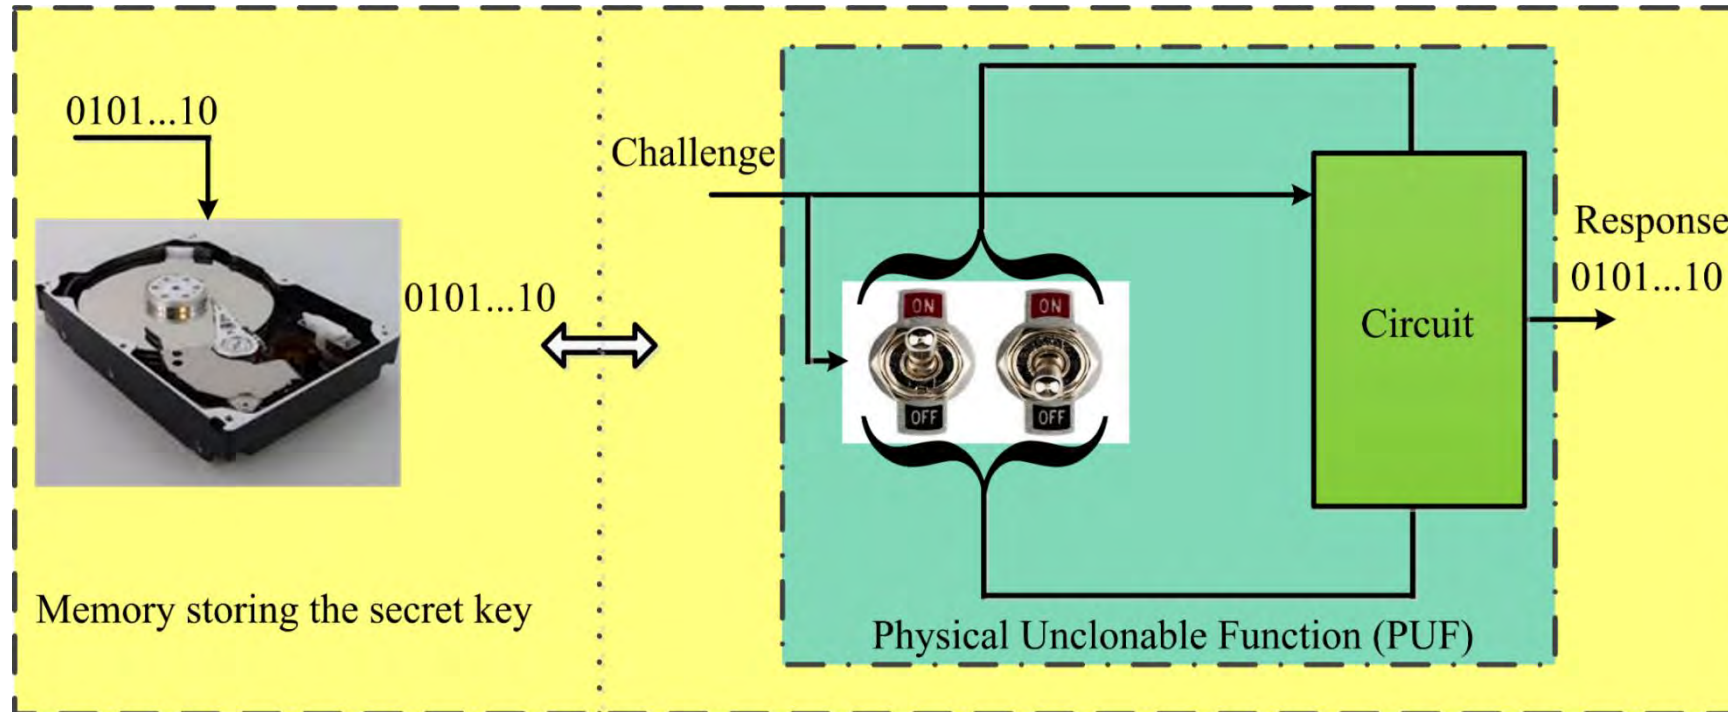 0101...10
0101...10
Memory storing the secret key
Challenge
ON
ON
OFF
OFF
Circuit
Response
0101...10
Physical Unclonable Function (PUF)